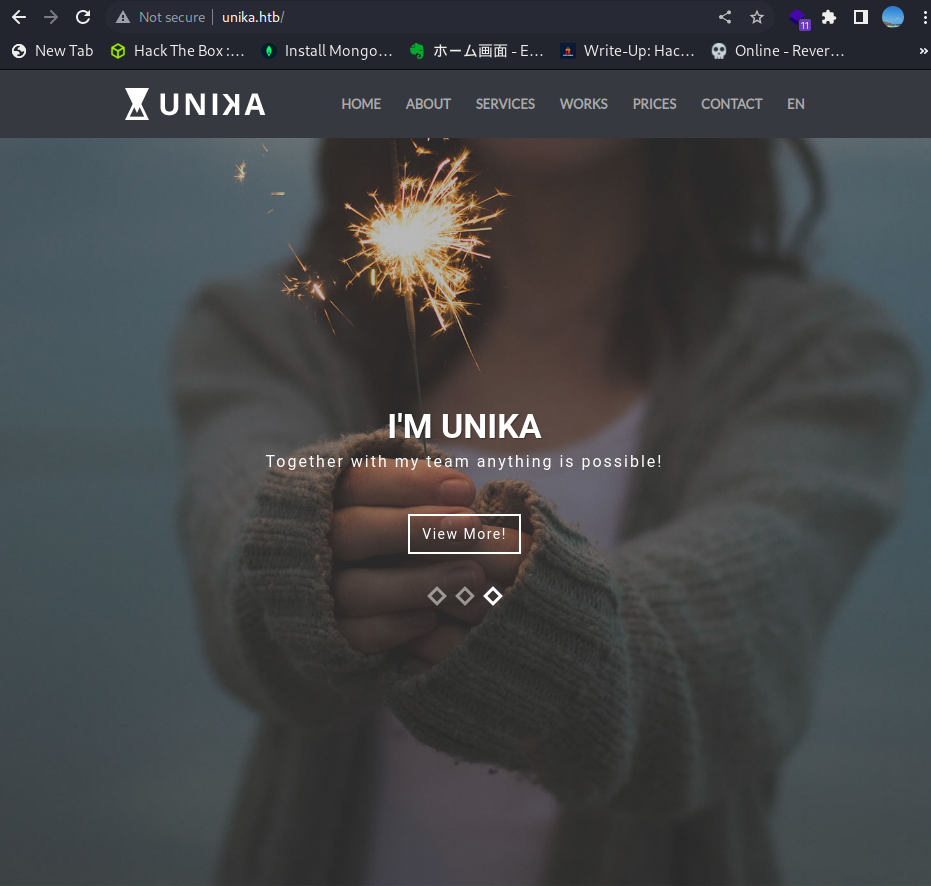 Not secure unika.htb/
11
New Tab Hack The Box :… Install Mongo… ホーム画面 - E… Write-Up: Hac… Online - Rever… »
UNIKA HOME ABOUT SERVICES WORKS PRICES CONTACT EN
I'M UNIKA
Together with my team anything is possible!
View More!